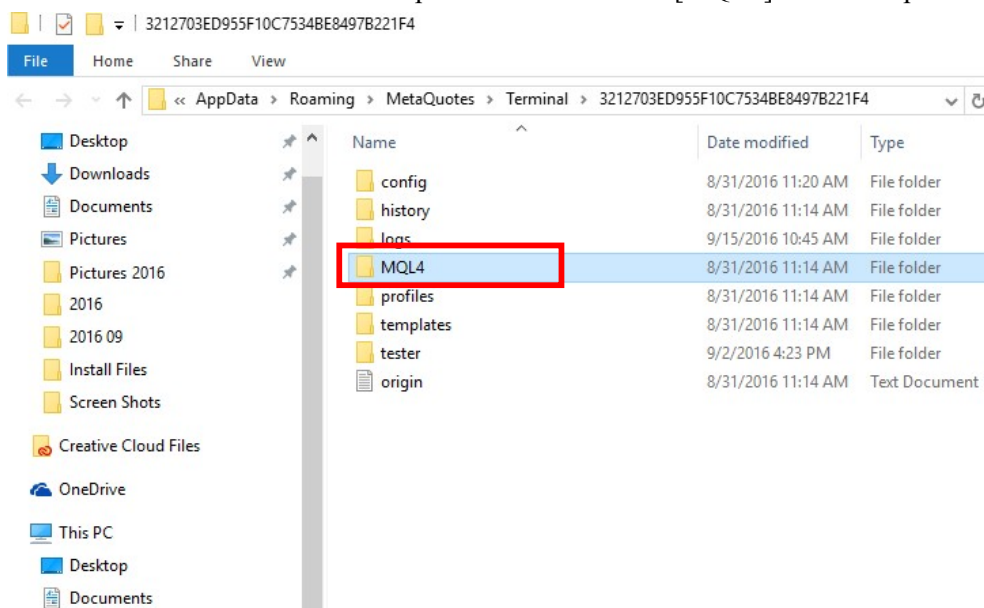 3212703ED955F10C7534BE8497B221F4
File Home Share View
« AppData > Roaming > MetaQuotes > Terminal > 3212703ED955F10C7534BE8497B221F4
Name Date modified Type
Desktop
Downloads
Documents
Pictures
Pictures 2016
2016
2016 09
Install Files
Screen Shots
Creative Cloud Files
OneDrive
This PC
Desktop
Documents
config 8/31/2016 11:20 AM File folder
history 8/31/2016 11:14 AM File folder
logs 9/15/2016 10:45 AM File folder
MQL4 8/31/2016 11:14 AM File folder
profiles 8/31/2016 11:14 AM File folder
templates 8/31/2016 11:14 AM File folder
tester 9/2/2016 4:23 PM File folder
origin 8/31/2016 11:14 AM Text Document